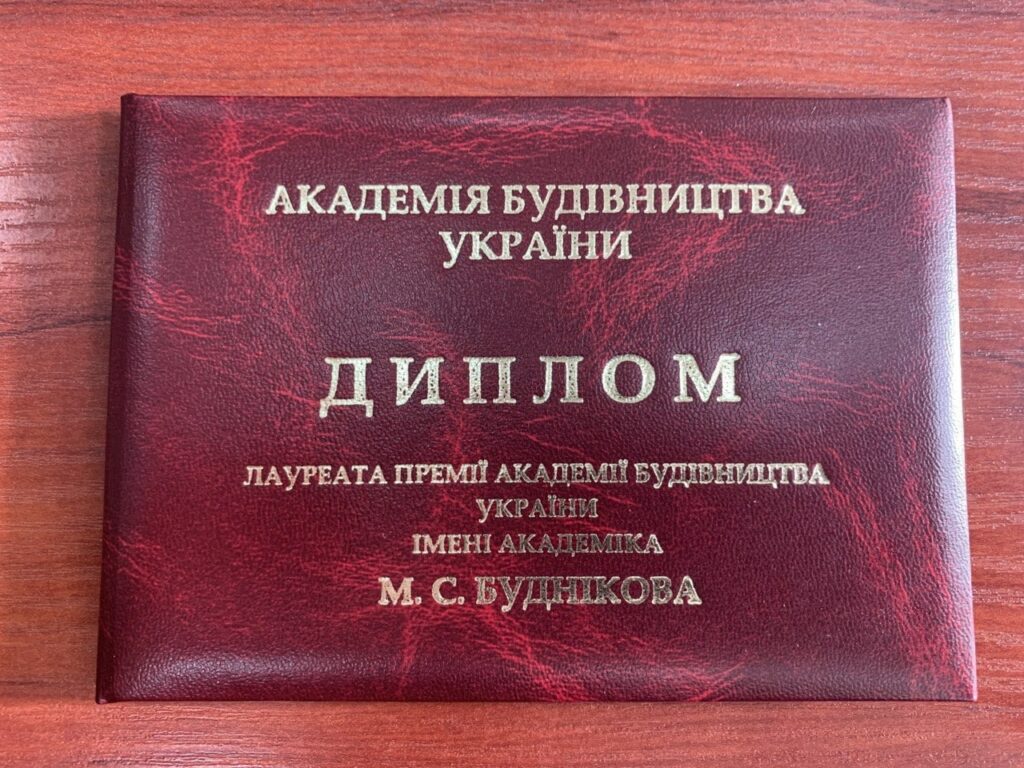 АКАДЕМІЯ БУДІВНИЦТВА
УКРАЇНИ
ДИПЛОМ
ЛАУРЕАТА ПРЕМІЇ АКАДЕМІЇ БУДІВНИЦТВА
УКРАЇНИ
ІМЕНІ АКАДЕМІКА
М. С. БУДНІКОВА